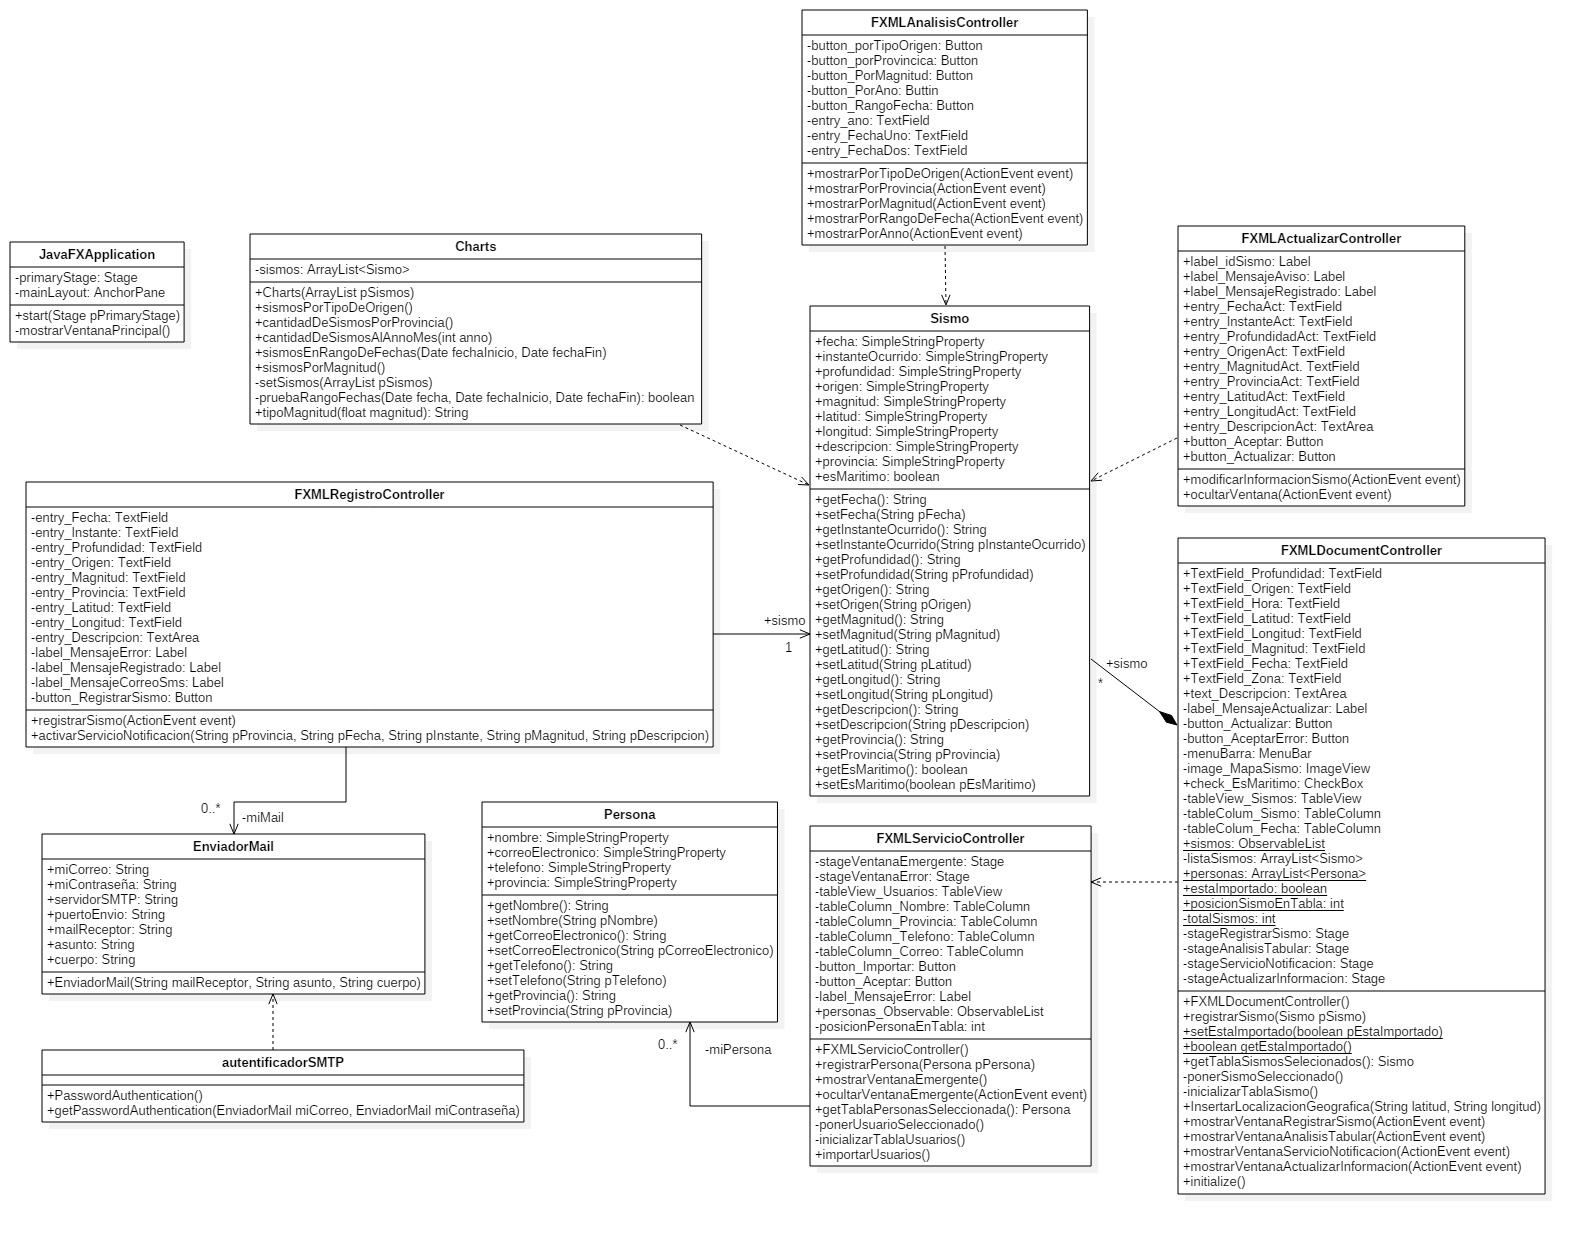 FXMLAnalisisController
-button_porTipoOrigen: Button
-button_porProvincica: Button
-button_PorMagnitud: Button
-button_PorAno: Buttin
-button_RangoFecha: Button
-entry_ano: TextField
-entry_FechaUno: TextField
-entry_FechaDos: TextField
+mostrarPorTipoDeOrigen(ActionEvent event)
+mostrarPorProvincia(ActionEvent event)
+mostrarPorMagnitud(ActionEvent event)
+mostrarPorRangoDeFecha(ActionEvent event)
+mostrarPorAnno(ActionEvent event)
JavaFXApplication
-primaryStage: Stage
-mainLayout: AnchorPane
+start(Stage pPrimaryStage)
-mostrarVentanaPrincipal()
Charts
-sismos: ArrayList<Sismo>
+Charts(ArrayList pSismos)
+sismosPorTipoDeOrigen()
+cantidadDeSismosPorProvincia()
+cantidadDeSismosAlAnnoMes(int anno)
+sismosEnRangoDeFechas(Date fechaInicio, Date fechaFin)
+sismosPorMagnitud()
-setSismos(ArrayList pSismos)
-pruebaRangoFechas(Date fecha, Date fechaInicio, Date fechaFin): boolean
+tipoMagnitud(float magnitud): String
FXMLActualizarController
+label_idSismo: Label
+label_MensajeAviso: Label
+label_MensajeRegistrado: Label
+entry_FechaAct: TextField
+entry_InstanteAct: TextField
+entry_ProfundidadAct: TextField
+entry_OrigenAct: TextField
+entry_MagnitudAct. TextField
+entry_ProvinciaAct: TextField
+entry_LatitudAct: TextField
+entry_LongitudAct: TextField
+entry_DescripcionAct: TextArea
+button_Aceptar: Button
+button_Actualizar: Button
+modificarInformacionSismo(ActionEvent event)
+ocultarVentana(ActionEvent event)
Sismo
+fecha: SimpleStringProperty
+instanteOcurrido: SimpleStringProperty
+profundidad: SimpleStringProperty
+origen: SimpleStringProperty
+magnitud: SimpleStringProperty
+latitud: SimpleStringProperty
+longitud: SimpleStringProperty
+descripcion: SimpleStringProperty
+provincia: SimpleStringProperty
+esMaritimo: boolean
+getFecha(): String
+setFecha(String pFecha)
+getInstanteOcurrido(): String
+setInstanteOcurrido(String pInstanteOcurrido)
+getProfundidad(): String
+setProfundidad(String pProfundidad)
+getOrigen(): String
+setOrigen(String pOrigen)
+getMagnitud(): String
+setMagnitud(String pMagnitud)
+getLatitud(): String
+setLatitud(String pLatitud)
+getLongitud(): String
+setLongitud(String pLongitud)
+getDescripcion(): String
+setDescripcion(String pDescripcion)
+getProvincia(): String
+setProvincia(String pProvincia)
+getEsMaritimo(): boolean
+setEsMaritimo(boolean pEsMaritimo)
FXMLRegistroController
-entry_Fecha: TextField
-entry_Instante: TextField
-entry_Profundidad: TextField
-entry_Origen: TextField
-entry_Magnitud: TextField
-entry_Provincia: TextField
-entry_Latitud: TextField
-entry_Longitud: TextField
-entry_Descripcion: TextArea
-label_MensajeError: Label
-label_MensajeRegistrado: Label
-label_MensajeCorreoSms: Label
-button_RegistrarSismo: Button
+registrarSismo(ActionEvent event)
+activarServicioNotificacion(String pProvincia, String pFecha, String pInstante, String pMagnitud, String pDescripcion)
+sismo
1
+sismo
*
FXMLDocumentController
+TextField_Profundidad: TextField
+TextField_Origen: TextField
+TextField_Hora: TextField
+TextField_Latitud: TextField
+TextField_Longitud: TextField
+TextField_Magnitud: TextField
+TextField_Fecha: TextField
+TextField_Zona: TextField
+text_Descripcion: TextArea
-label_MensajeActualizar: Label
-button_Actualizar: Button
-button_AceptarError: Button
-menuBarra: MenuBar
-image_MapaSismo: ImageView
+check_EsMaritimo: CheckBox
-tableView_Sismos: TableView
-tableColum_Sismo: TableColumn
-tableColum_Fecha: TableColumn
+sismos: ObservableList
-listaSismos: ArrayList<Sismo>
+personas: ArrayList<Persona>
+estaImportado: boolean
+posicionSismoEnTabla: int
-totalSismos: int
-stageRegistrarSismo: Stage
-stageAnalisisTabular: Stage
-stageServicioNotificacion: Stage
-stageActualizarInformacion: Stage
+FXMLDocumentController()
+registrarSismo(Sismo pSismo)
+setEstaImportado(boolean pEstaImportado)
+boolean getEstaImportado()
+getTablaSismosSelecionados(): Sismo
-ponerSismoSeleccionado()
-inicializarTablaSismo()
+InsertarLocalizacionGeografica(String latitud, String longitud)
+mostrarVentanaRegistrarSismo(ActionEvent event)
+mostrarVentanaAnalisisTabular(ActionEvent event)
+mostrarVentanaServicioNotificacion(ActionEvent event)
+mostrarVentanaActualizarInformacion(ActionEvent event)
+initialize()
0..*
-miMail
EnviadorMail
+miCorreo: String
+miContraseña: String
+servidorSMTP: String
+puertoEnvio: String
+mailReceptor: String
+asunto: String
+cuerpo: String
+EnviadorMail(String mailReceptor, String asunto, String cuerpo)
Persona
+nombre: SimpleStringProperty
+correoElectronico: SimpleStringProperty
+telefono: SimpleStringProperty
+provincia: SimpleStringProperty
+getNombre(): String
+setNombre(String pNombre)
+getCorreoElectronico(): String
+setCorreoElectronico(String pCorreoElectronico)
+getTelefono(): String
+setTelefono(String pTelefono)
+getProvincia(): String
+setProvincia(String pProvincia)
0..*
-miPersona
FXMLServicioController
-stageVentanaEmergente: Stage
-stageVentanaError: Stage
-tableView_Usuarios: TableView
-tableColumn_Nombre: TableColumn
-tableColumn_Provincia: TableColumn
-tableColumn_Telefono: TableColumn
-tableColumn_Correo: TableColumn
-button_Importar: Button
-button_Aceptar: Button
-label_MensajeError: Label
+personas_Observable: ObservableList
-posicionPersonaEnTabla: int
+FXMLServicioController()
+registrarPersona(Persona pPersona)
+mostrarVentanaEmergente()
+ocultarVentanaEmergente(ActionEvent event)
+getTablaPersonasSeleccionada(): Persona
-ponerUsuarioSeleccionado()
-inicializarTablaUsuarios()
+importarUsuarios()
autentificadorSMTP
+PasswordAuthentication()
+getPasswordAuthentication(EnviadorMail miCorreo, EnviadorMail miContraseña)